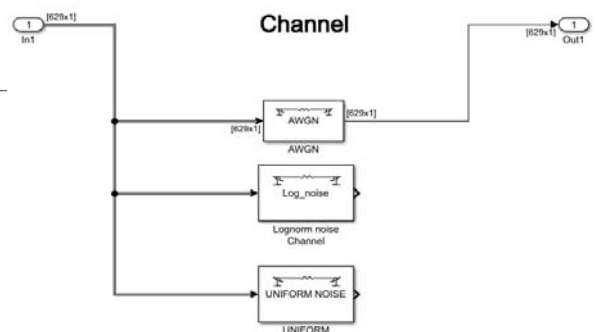 Channel
1
[629x1]
In1
1
[629x1]
Out1
AWGN
[629x1]
[629x1]
AWGN
Log_noise
Lognorm noise
Channel
UNIFORM NOISE
UNIFORM